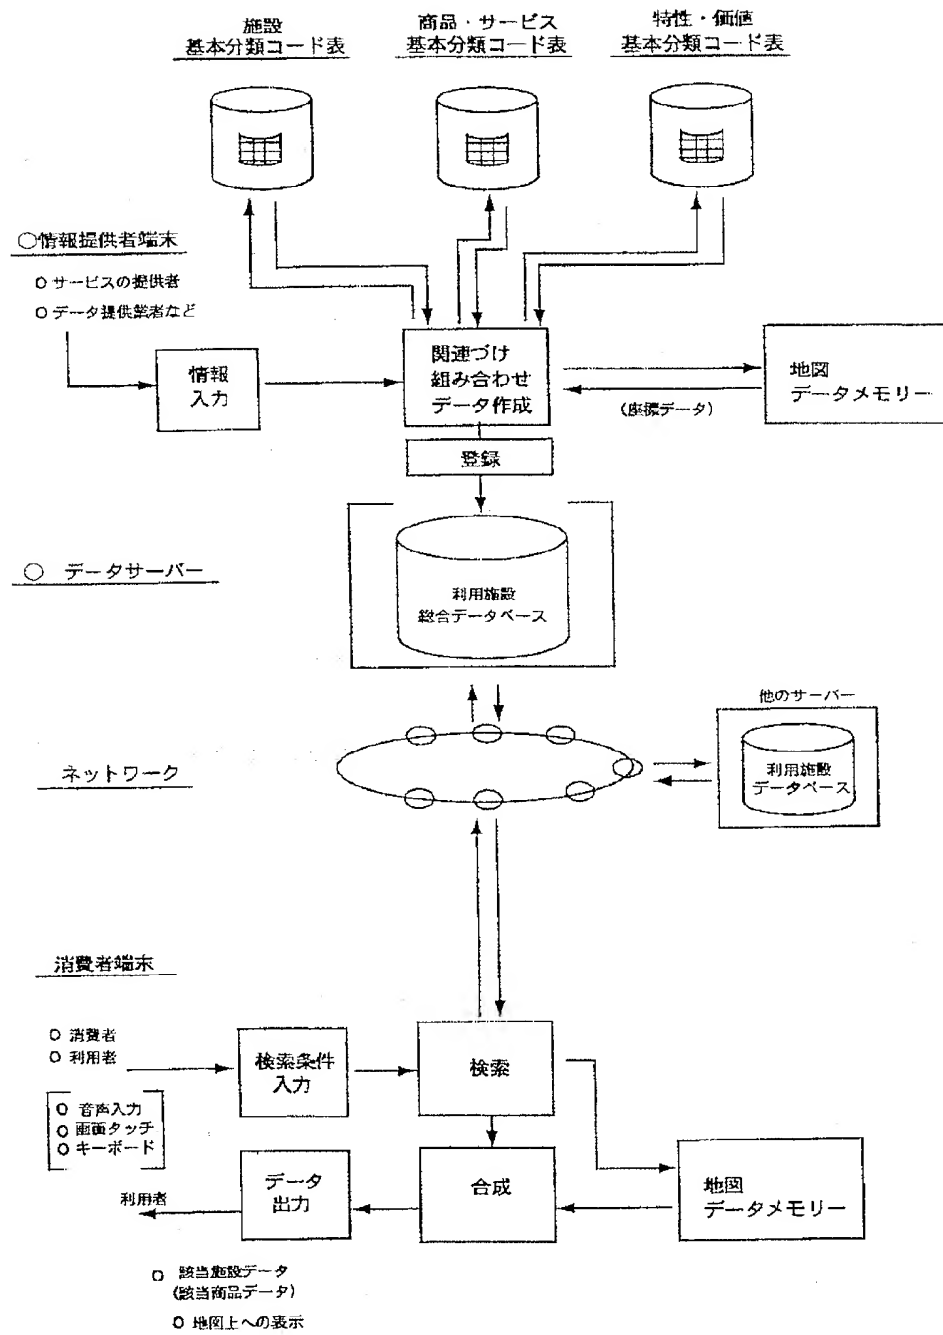 施設
基本分類コード表
商品・サービス
基本分類コード表
特性・価値
基本分類コード表
○情報提供者端末
○ サービスの提供者
○ データ提供業者など
情報
入力
関連づけ
組み合わせ
データ作成
地図
データメモリー
(座標データ)
登録
○ データサーバー
利用施設
総合データベース
他のサーバー
利用施設
データベース
ネットワーク
消費者端末
○ 消費者
○ 利用者
○ 音声入力
○ 画面タッチ
○ キーボード
検索条件
入力
検索
利用者
データ
出力
合成
地図
データメモリー
○ 該当施設データ
(該当商品データ)
○ 地図上への表示